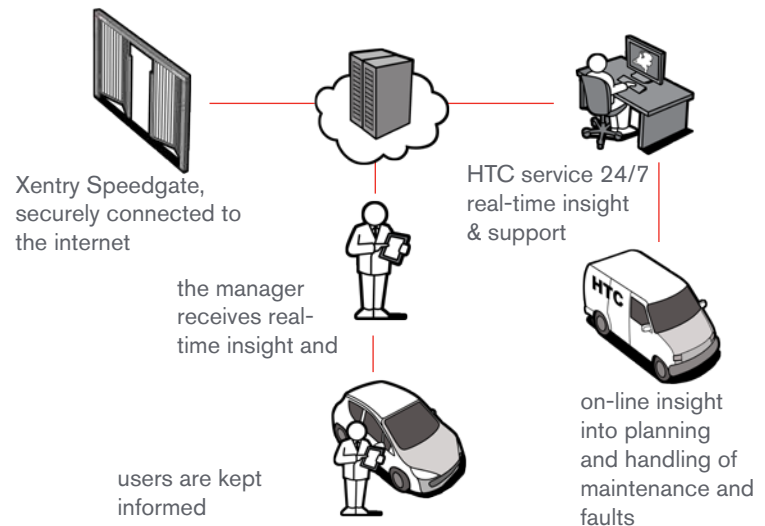 Xentry Speedgate,
securely connected to
the internet
HTC service 24/7
real-time insight
& support
the manager
receives real-
time insight and
HTC
on-line insight
into planning
and handling of
maintenance and
faults
users are kept
informed